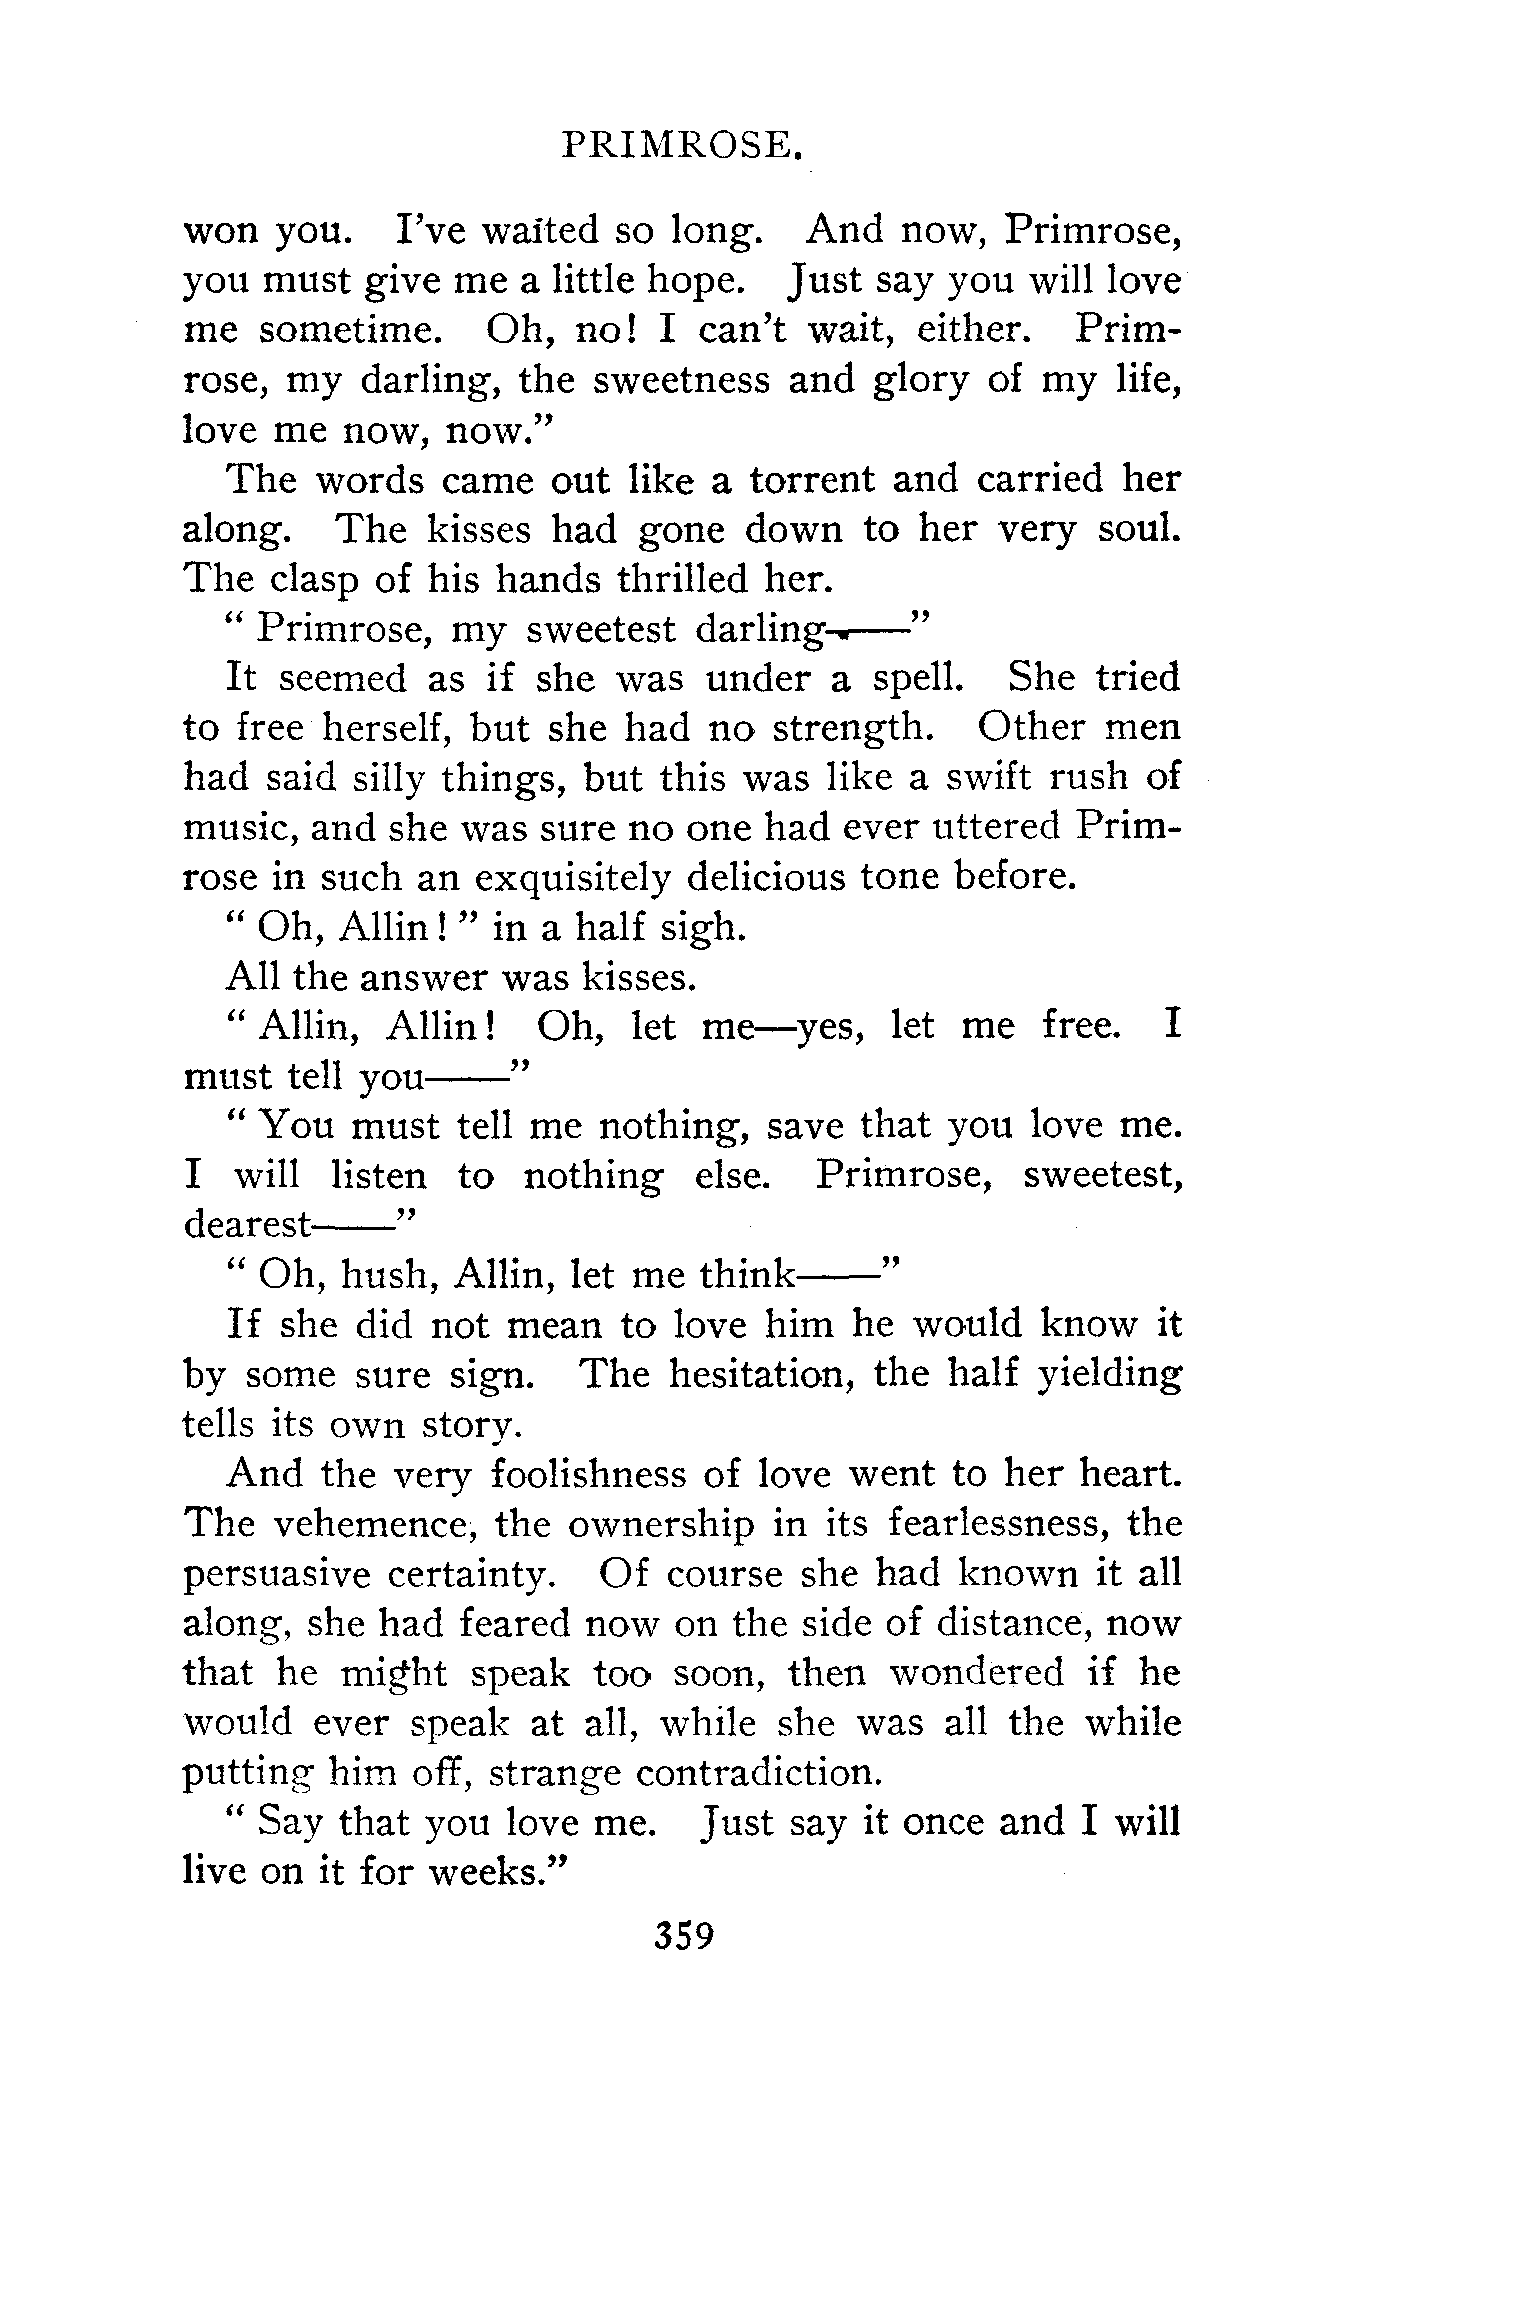 PRIMROSE.
won you. I've waited so long. And now, Primrose,
you must give me a little hope. Just say you will love
me sometime. Oh, no! I can't wait, either. Prim-
rose, my darling, the sweetness and glory of my life,
love me now, now.”
The words came out like a torrent and carried her
along. The kisses had gone down to her very soul.
The clasp of his hands thrilled her.
“ Primrose, my sweetest darling——”
It seemed as if she was under a spell. She tried
to free herself, but she had no strength. Other men
had said silly things, but this was like a swift rush of
music, and she was sure no one had ever uttered Prim-
rose in such an exquisitely delicious tone before.
“ Oh, Allin ! ” in a half sigh.
All the answer was kisses.
“ Allin, Allin! Oh, let me—yes, let me free. I
must tell you——”
“ You must tell me nothing, save that you love me.
I will listen to nothing else. Primrose, sweetest,
dearest——”
“ Oh, hush, Allin, let me think——”
If she did not mean to love him he would know it
by some sure sign. The hesitation, the half yielding
tells its own story.
And the very foolishness of love went to her heart.
The vehemence, the ownership in its fearlessness, the
persuasive certainty. Of course she had known it all
along, she had feared now on the side of distance, now
that he might speak too soon, then wondered if he
would ever speak at all, while she was all the while
putting him off, strange contradiction.
“ Say that you love me. Just say it once and I will
live on it for weeks.”
359